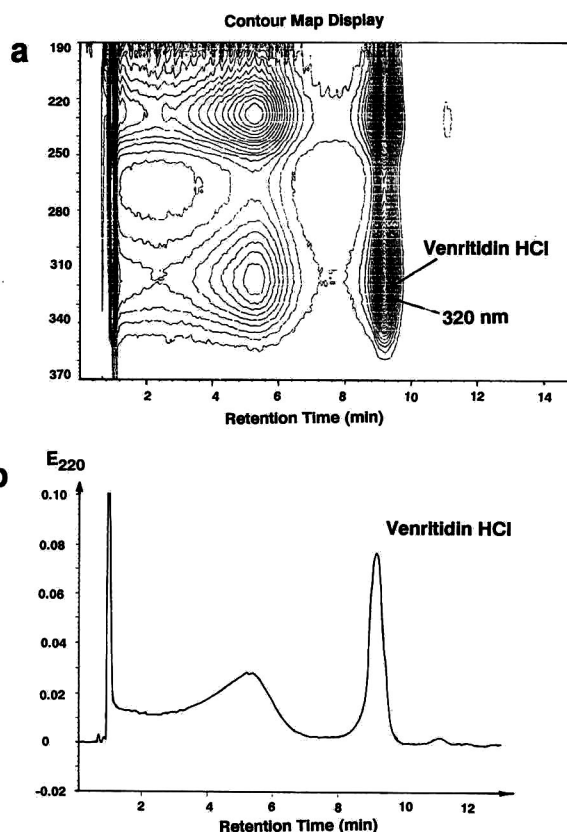 Contour Map Display
a
190
220
250
280
310
340
370
Venritidin HCl
320 nm
2 4 6 8 10 12 14
Retention Time (min)
b
E220
0.10
0.08
0.06
0.04
0.02
0
-0.02
Venritidin HCl
2 4 6 8 10 12
Retention Time (min)